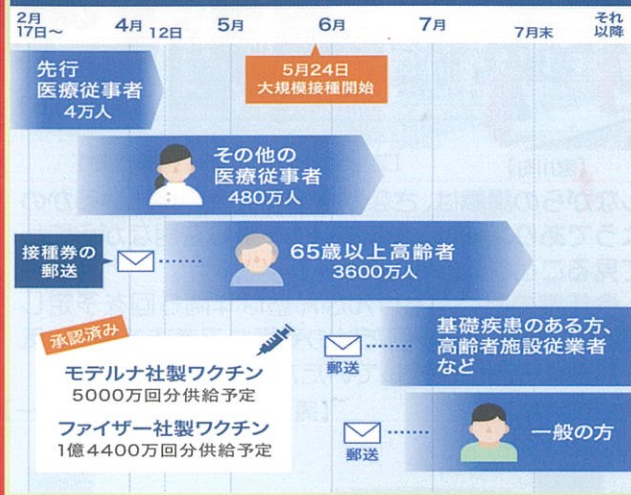 2月
17日～
4月
12日
5月
6月
7月
7月末
それ
以降
5月24日
大規模接種開始
先行
医療従事者
4万人
その他の
医療従事者
480万人
接種券の
郵送
65歳以上高齢者
3600万人
基礎疾患のある方、
高齢者施設従業者
など
郵送
承認済み
モデルナ社製ワクチン
5000万回分供給予定
ファイザー社製ワクチン
1億4400万回分供給予定
一般の方
郵送